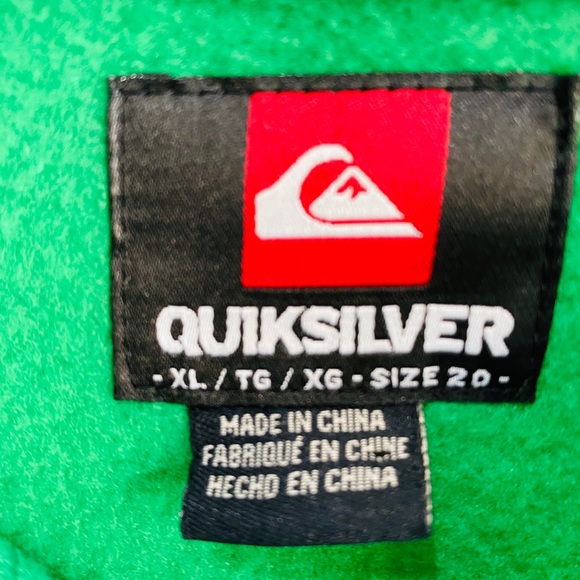 QUIKSILVER
- XL / TG / XG - SIZE 20 -
MADE IN CHINA
FABRIQUÉ EN CHINE
HECHO EN CHINA